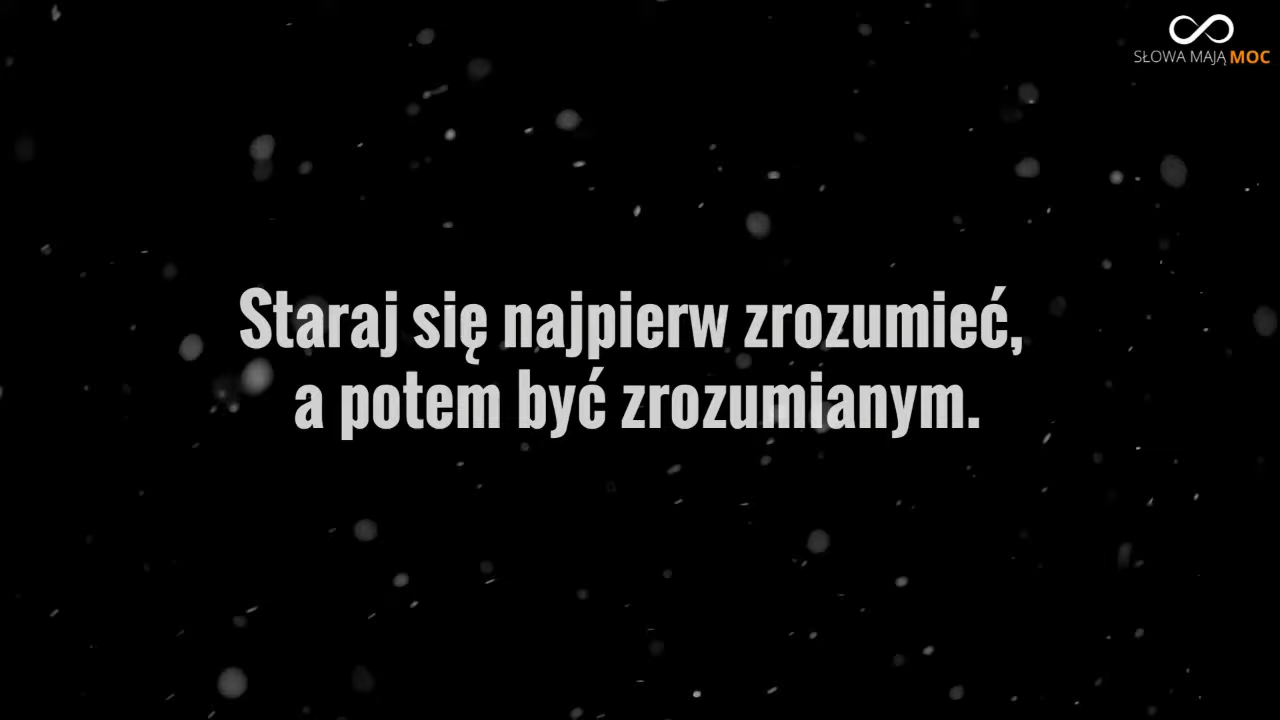 SŁOWA MAJĄ MOC
Staraj się najpierw zrozumieć,
a potem być zrozumianym.